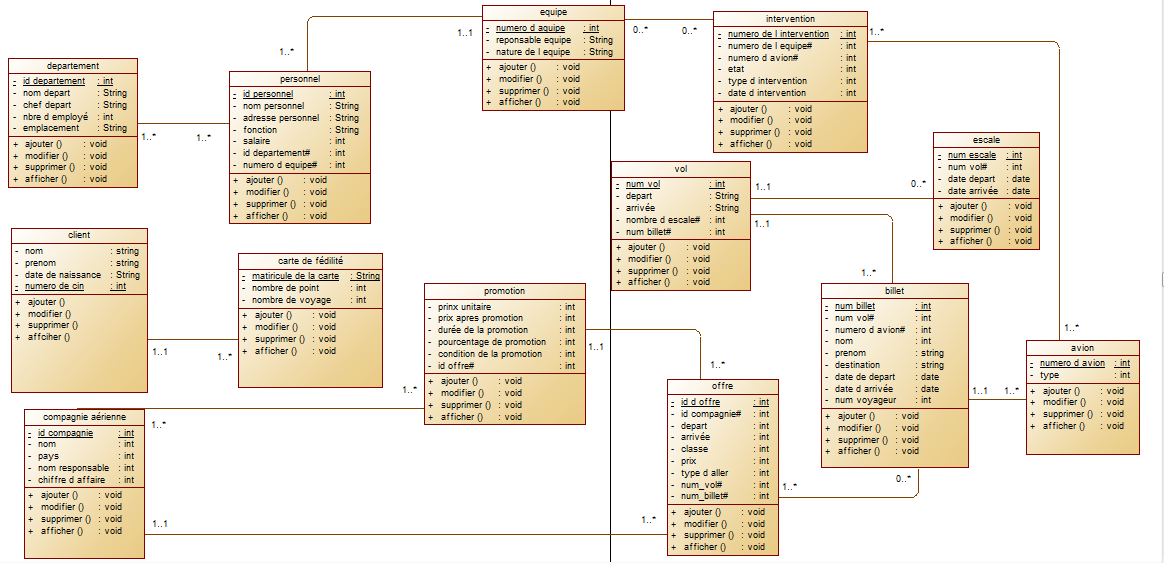 equipe
- numero d aquipe : int
- reponsable equipe : String
- nature de l equipe : String
+ ajouter () : void
+ modifier () : void
+ supprimer () : void
+ afficher () : void
1..1
0..*
0..*
intervention
- numero de l intervention : int
- numero de l equipe# : int
- numero d avion# : int
- etat : int
- type d intervention : int
- date d intervention : int
+ ajouter () : void
+ modifier () : void
+ supprimer () : void
+ afficher () : void
1..*
1..*
departement
- id departement : int
- nom depart : String
- chef depart : String
- nbre d employé : int
- emplacement : String
+ ajouter () : void
+ modifier () : void
+ supprimer () : void
+ afficher () : void
1..*
1..*
personnel
- id personnel : int
- nom personnel : String
- adresse personnel : String
- fonction : String
- salaire : int
- id departement# : int
- numero d equipe# : int
+ ajouter () : void
+ modifier () : void
+ supprimer () : void
+ afficher () : void
escale
- num escale : int
- num vol# : int
- date depart : date
- date arrivée : date
+ ajouter () : void
+ modifier () : void
+ supprimer () : void
+ afficher () : void
vol
- num vol : int
- depart : String
- arrivée : String
- nombre d escale# : int
- num billet# : int
+ ajouter () : void
+ modifier () : void
+ supprimer () : void
+ afficher () : void
1..1
0..*
1..1
1..*
client
- nom : string
- prenom : string
- date de naissance : String
- numero de cin : int
+ ajouter ()
+ modifier ()
+ supprimer ()
+ affciher ()
1..1
1..*
carte de fédilité
- matiricule de la carte : String
- nombre de point : int
- nombre de voyage : int
+ ajouter () : void
+ modifier () : void
+ supprimer () : void
+ afficher () : void
promotion
- prinx unitaire : int
- prix apres promotion : int
- durée de la promotion : int
- pourcentage de promotion : int
- condition de la promotion : int
- id offre# : int
+ ajouter () : void
+ modifier () : void
+ supprimer () : void
+ afficher () : void
1..1
1..*
1..*
billet
- num billet : int
- num vol# : int
- numero d avion# : int
- nom : int
- prenom : string
- destination : string
- date de depart : date
- date d arrivée : date
- num voyageur : int
+ ajouter () : void
+ modifier () : void
+ supprimer () : void
+ afficher () : void
1..1
1..*
1..*
avion
- numero d avion : int
- type : int
+ ajouter () : void
+ modifier () : void
+ supprimer () : void
+ afficher () : void
offre
- id d offre : int
- id compagnie# : int
- depart : int
- arrivée : int
- classe : int
- prix : int
- type d aller : int
- num_vol# : int
- num_billet# : int
+ ajouter () : void
+ modifier () : void
+ supprimer () : void
+ afficher () : void
0..*
1..*
compagnie aérienne
- id compagnie : int
- nom : int
- pays : int
- nom responsable : int
- chiffre d affaire : int
+ ajouter () : void
+ modifier () : void
+ supprimer () : void
+ afficher () : void
1..*
1..1
1..*